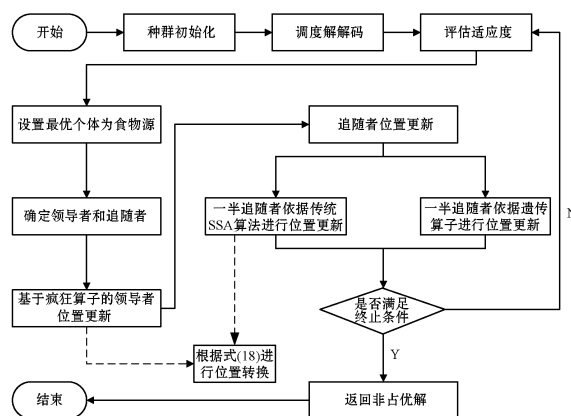 开始
种群初始化
调度解解码
评估适应度
设置最优个体为食物源
追随者位置更新
确定领导者和追随者
一半追随者依据传统
SSA算法进行位置更新
一半追随者依据遗传
算子进行位置更新
N
基于疯狂算子的领导者
位置更新
是否满足
终止条件
根据式(18)进
行位置转换
Y
结束
返回非占优解